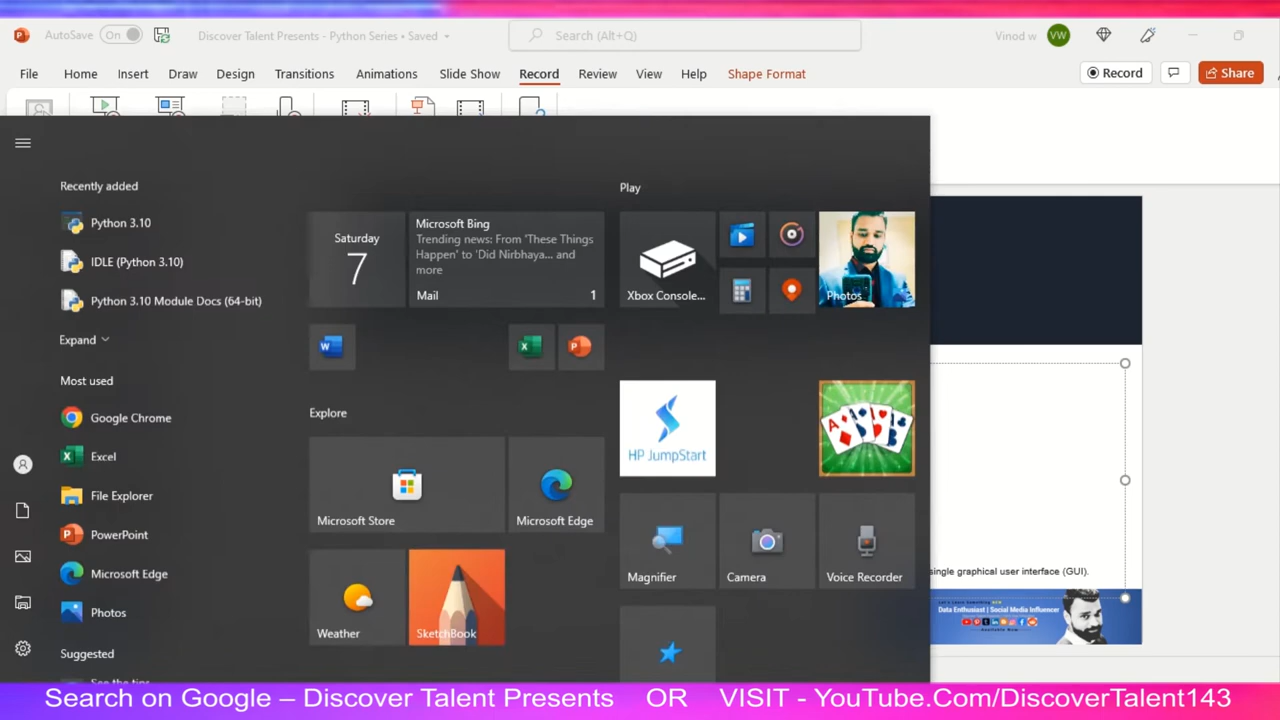 AutoSave On
Discover Talent Presents - Python Series • Saved
Search (Alt+Q)
Vinod w VW
File Home Insert Draw Design Transitions Animations Slide Show Record Review View Help Shape Format
Record
Share
Recently added
Python 3.10
IDLE (Python 3.10)
Python 3.10 Module Docs (64-bit)
Expand
Most used
Google Chrome
Excel
File Explorer
PowerPoint
Microsoft Edge
Photos
Suggested
See the tips
Saturday
7
Microsoft Bing
Trending news: From 'These Things
Happen' to 'Did Nirbhaya... and
more
Mail 1
Explore
Microsoft Store
Microsoft Edge
Weather
SketchBook
Play
Xbox Console...
Photos
HP JumpStart
Magnifier
Camera
Voice Recorder
single graphical user interface (GUI).
Data Enthusiast | Social Media Influencer
Search on Google – Discover Talent Presents OR VISIT - YouTube.Com/DiscoverTalent143